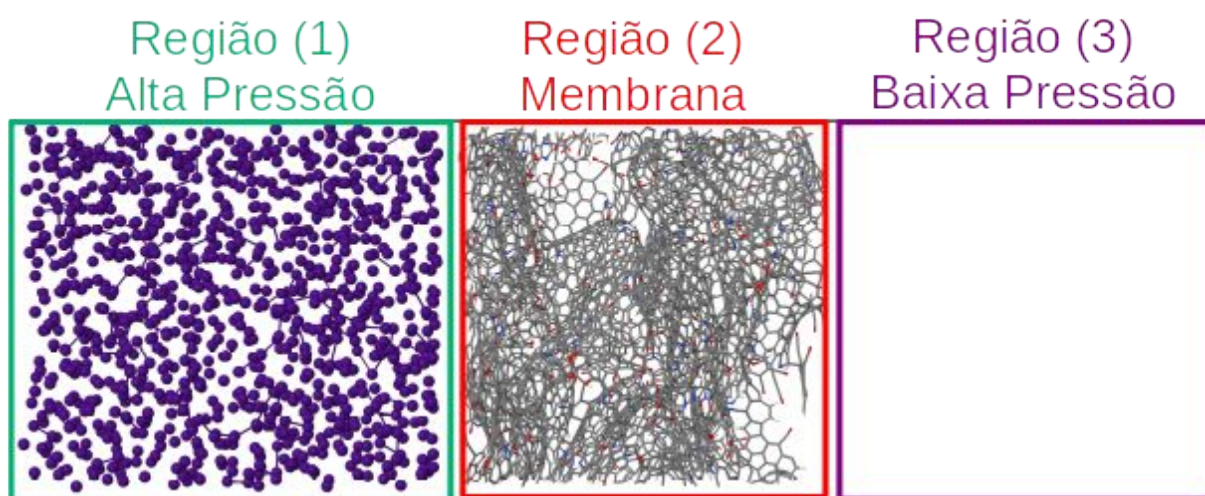 Região (1)
Alta Pressão
Região (2)
Membrana
Região (3)
Baixa Pressão